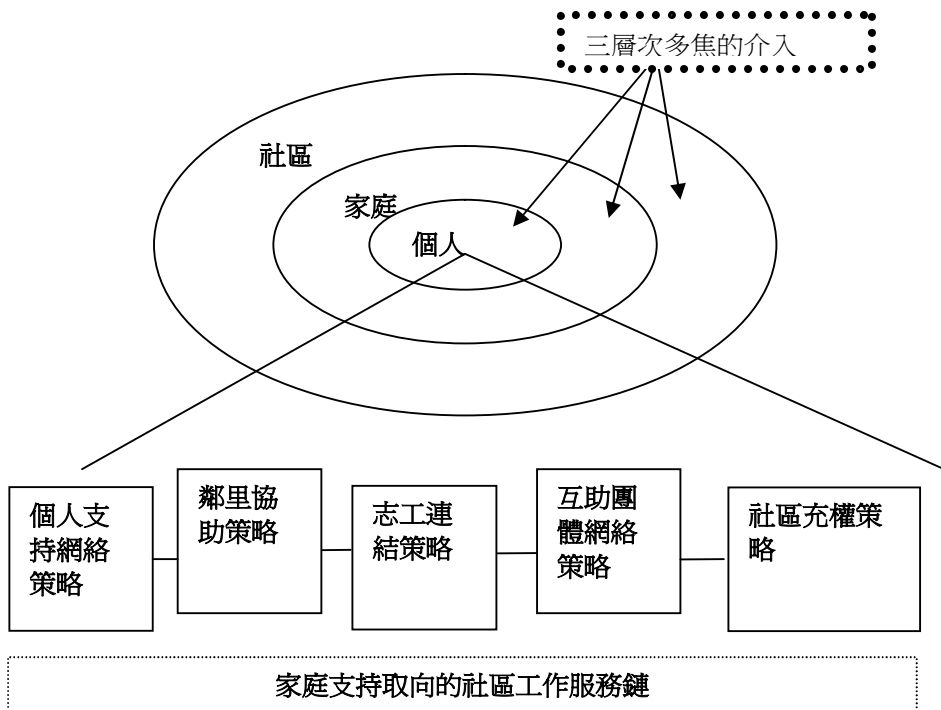 三層次多焦的介入
社區
家庭
個人
個人支
持網絡
策略
鄰里協
助策略
志工連
結策略
互助團
體網絡
策略
社區充權策
略
家庭支持取向的社區工作服務鏈